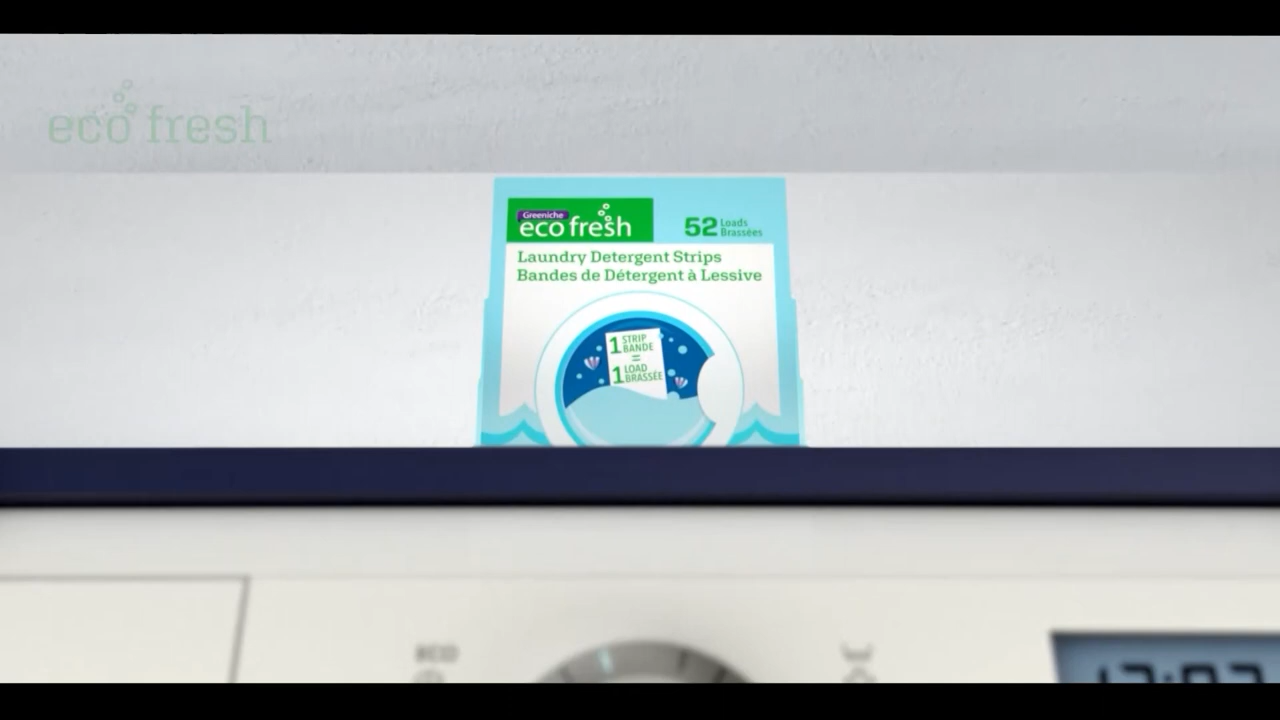 eco fresh
Greeniche
eco fresh
52 Loads
Brassées
Laundry Detergent Strips
Bandes de Détergent à Lessive
1 STRIP
BANDE
=
1 LOAD
BRASSÉE
ECO